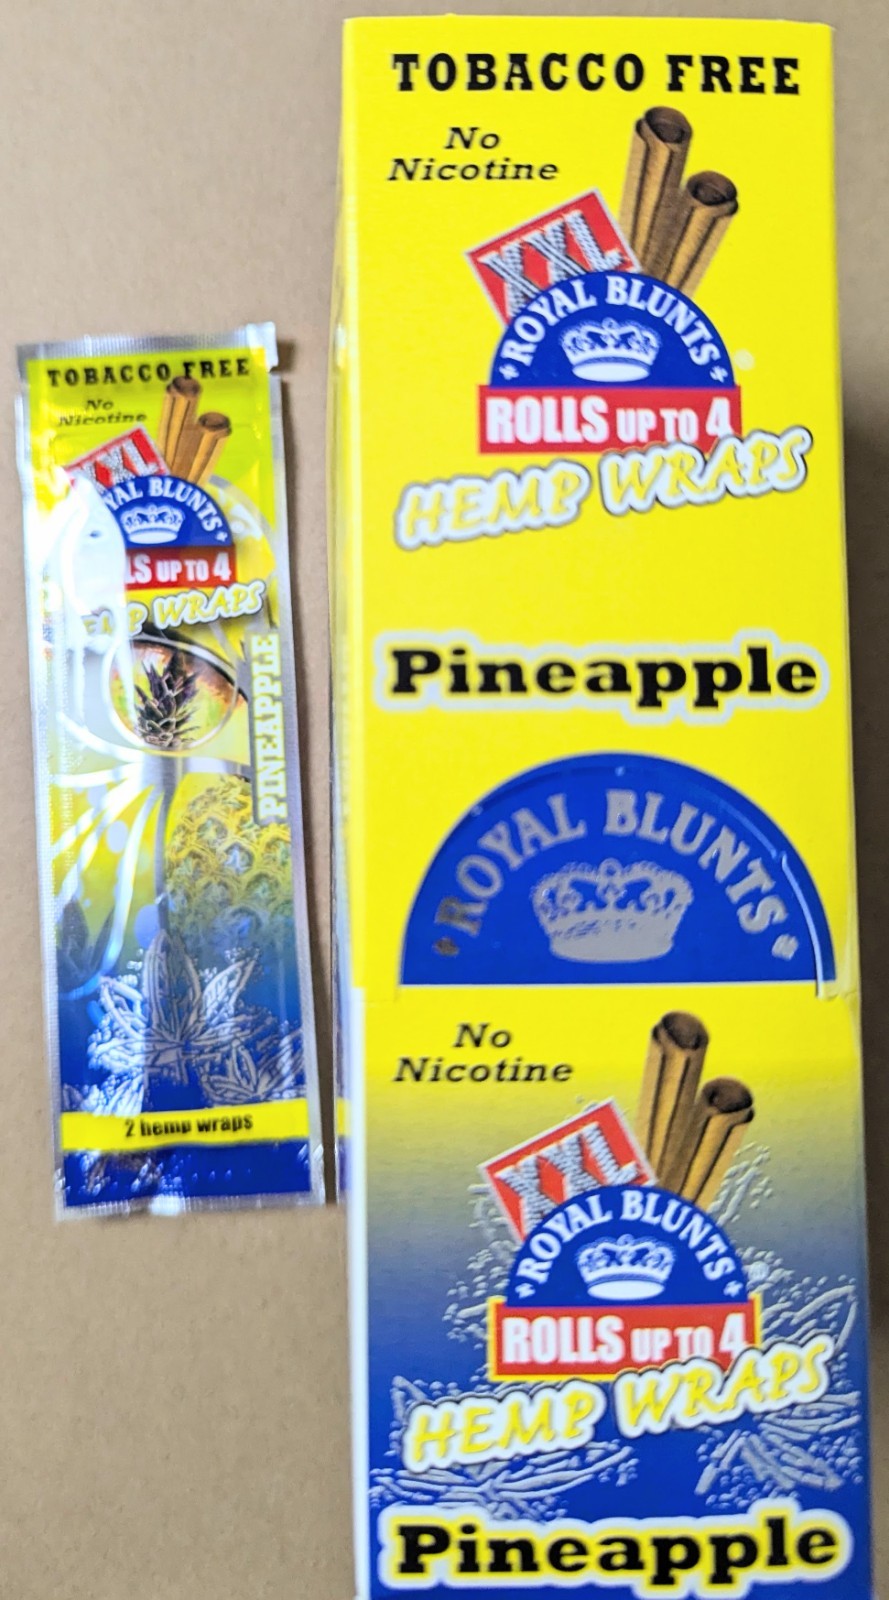 TOBACCO FREE
No
Nicotine
XXL
ROYAL BLUNTS
ROLLS UP TO 4
HEMP WRAPS
PINEAPPLE
2 hemp wraps
TOBACCO FREE
No
Nicotine
XXL
ROYAL BLUNTS
ROLLS UP TO 4
HEMP WRAPS
Pineapple
ROYAL BLUNTS
No
Nicotine
XXL
ROYAL BLUNTS
ROLLS UP TO 4
HEMP WRAPS
Pineapple